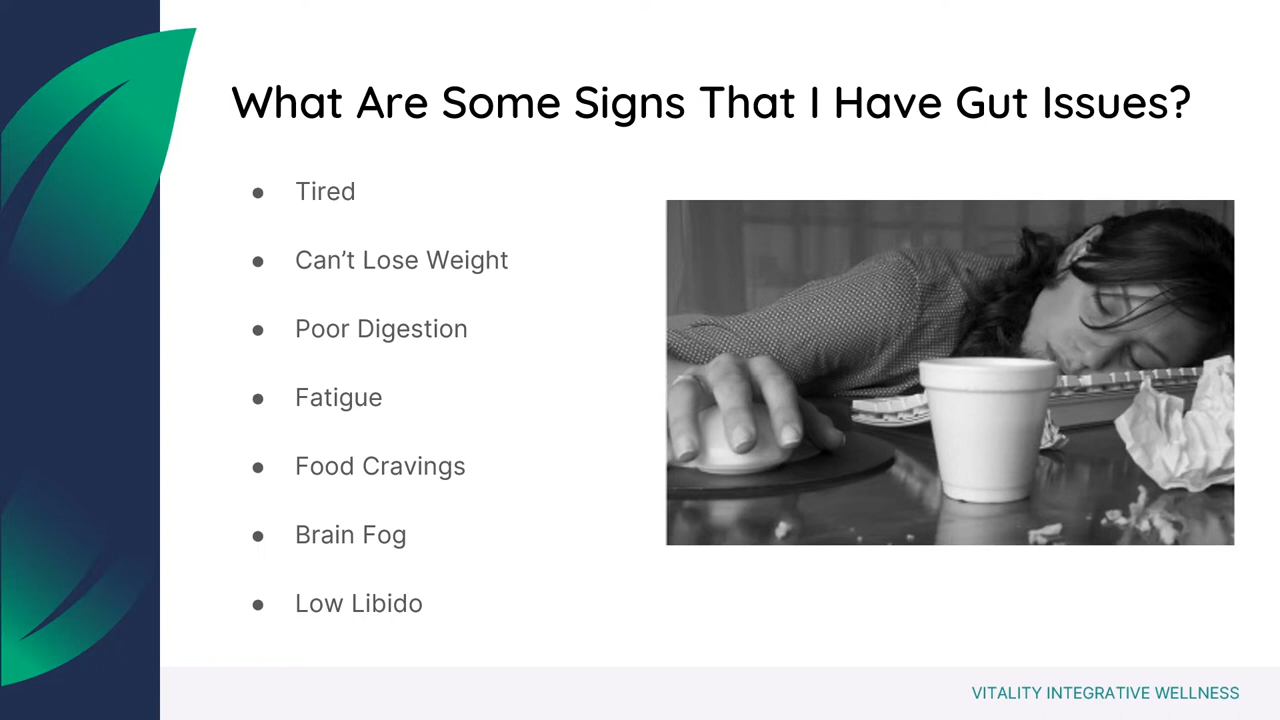 What Are Some Signs That I Have Gut Issues?
● Tired
● Can’t Lose Weight
● Poor Digestion
● Fatigue
● Food Cravings
● Brain Fog
● Low Libido
VITALITY INTEGRATIVE WELLNESS